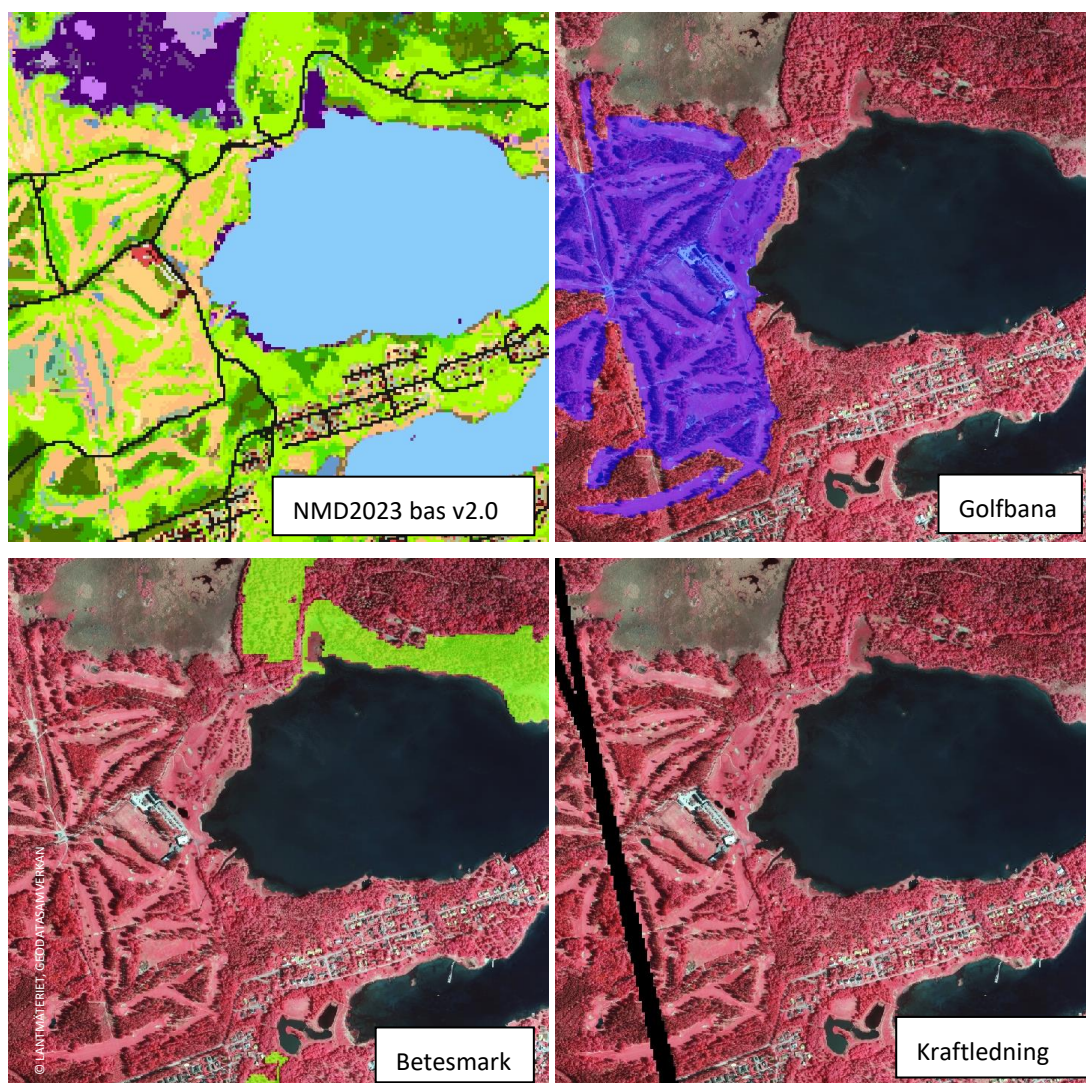 NMD2023 bas v2.0
Golfbana
© LANTMÄTERIET, GEODATASAMVERKAN
Betesmark
Kraftledning